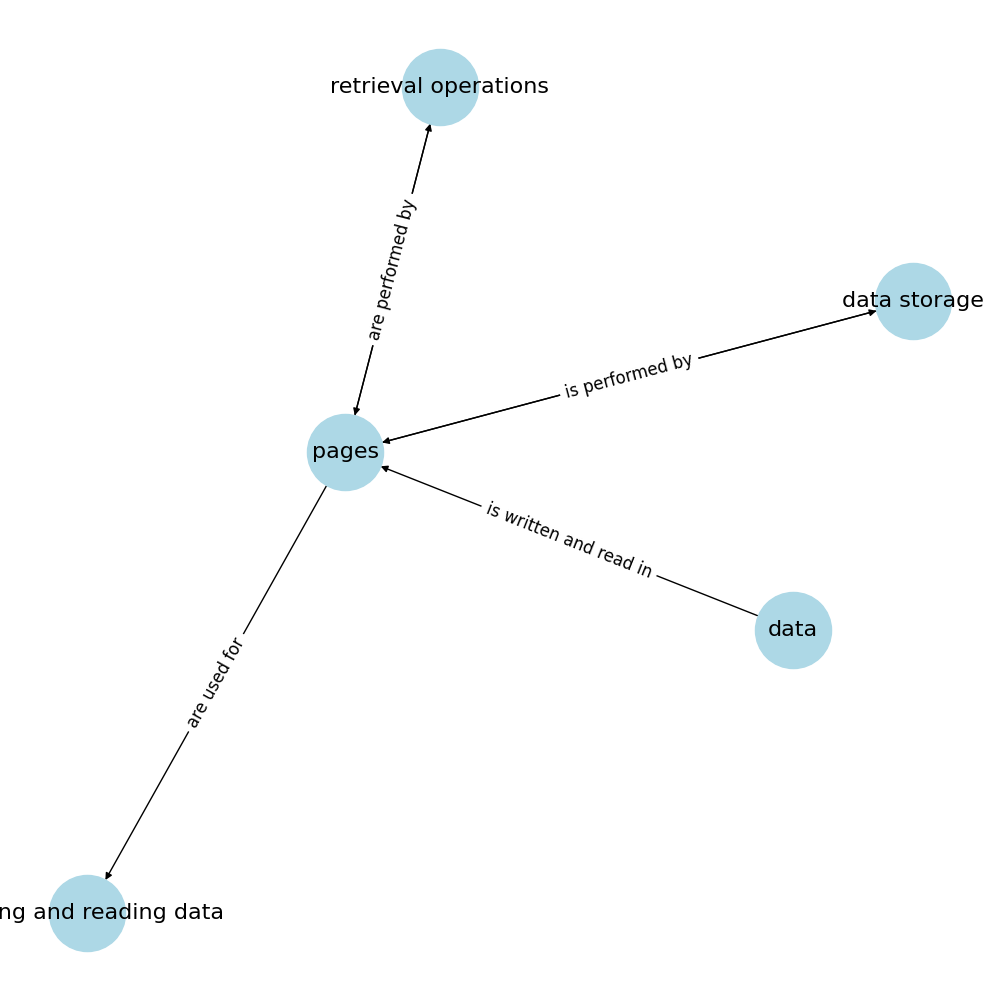 retrieval operations
are performed by
data storage
is performed by
pages
is written and read in
data
are used for
ng and reading data